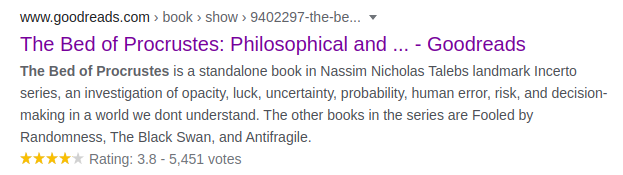 www.goodreads.com › book › show › 9402297-the-be...
The Bed of Procrustes: Philosophical and ... - Goodreads
The Bed of Procrustes is a standalone book in Nassim Nicholas Talebs landmark Incerto
series, an investigation of opacity, luck, uncertainty, probability, human error, risk, and decision-
making in a world we dont understand. The other books in the series are Fooled by
Randomness, The Black Swan, and Antifragile.
Rating: 3.8 - 5,451 votes